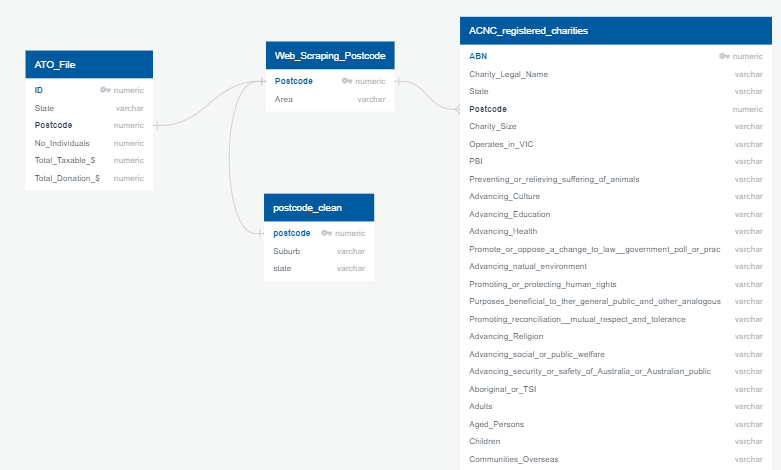 ATO_File
ID numeric
State varchar
Postcode numeric
No_Individuals numeric
Total_Taxable_$ numeric
Total_Donation_$ numeric
Web_Scraping_Postcode
Postcode numeric
Area varchar
postcode_clean
postcode numeric
Suburb varchar
state varchar
ACNC_registered_charities
ABN numeric
Charity_Legal_Name varchar
State varchar
Postcode numeric
Charity_Size varchar
Operates_in_VIC varchar
PBI varchar
Preventing_or_relieving_suffering_of_animals varchar
Advancing_Culture varchar
Advancing_Education varchar
Advancing_Health varchar
Promote_or_oppose_a_change_to_law__government_poll_or_prac varchar
Advancing_natual_environment varchar
Promoting_or_protecting_human_rights varchar
Purposes_beneficial_to_ther_general_public_and_other_analogous varchar
Promoting_reconciliation__mutual_respect_and_tolerance varchar
Advancing_Religion varchar
Advancing_social_or_public_welfare varchar
Advancing_security_or_safety_of_Australia_or_Australian_public varchar
Aboriginal_or_TSI varchar
Adults varchar
Aged_Persons varchar
Children varchar
Communities_Overseas varchar